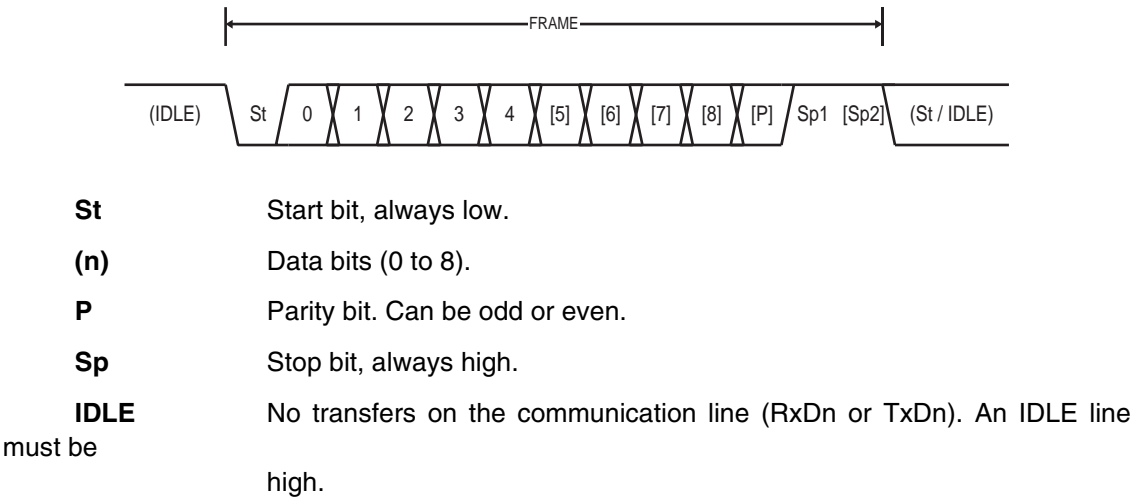 FRAME
(IDLE) St 0 1 2 3 4 [5] [6] [7] [8] [P] Sp1 [Sp2] (St / IDLE)
St Start bit, always low.
(n) Data bits (0 to 8).
P Parity bit. Can be odd or even.
Sp Stop bit, always high.
IDLE No transfers on the communication line (RxDn or TxDn). An IDLE line
must be
high.